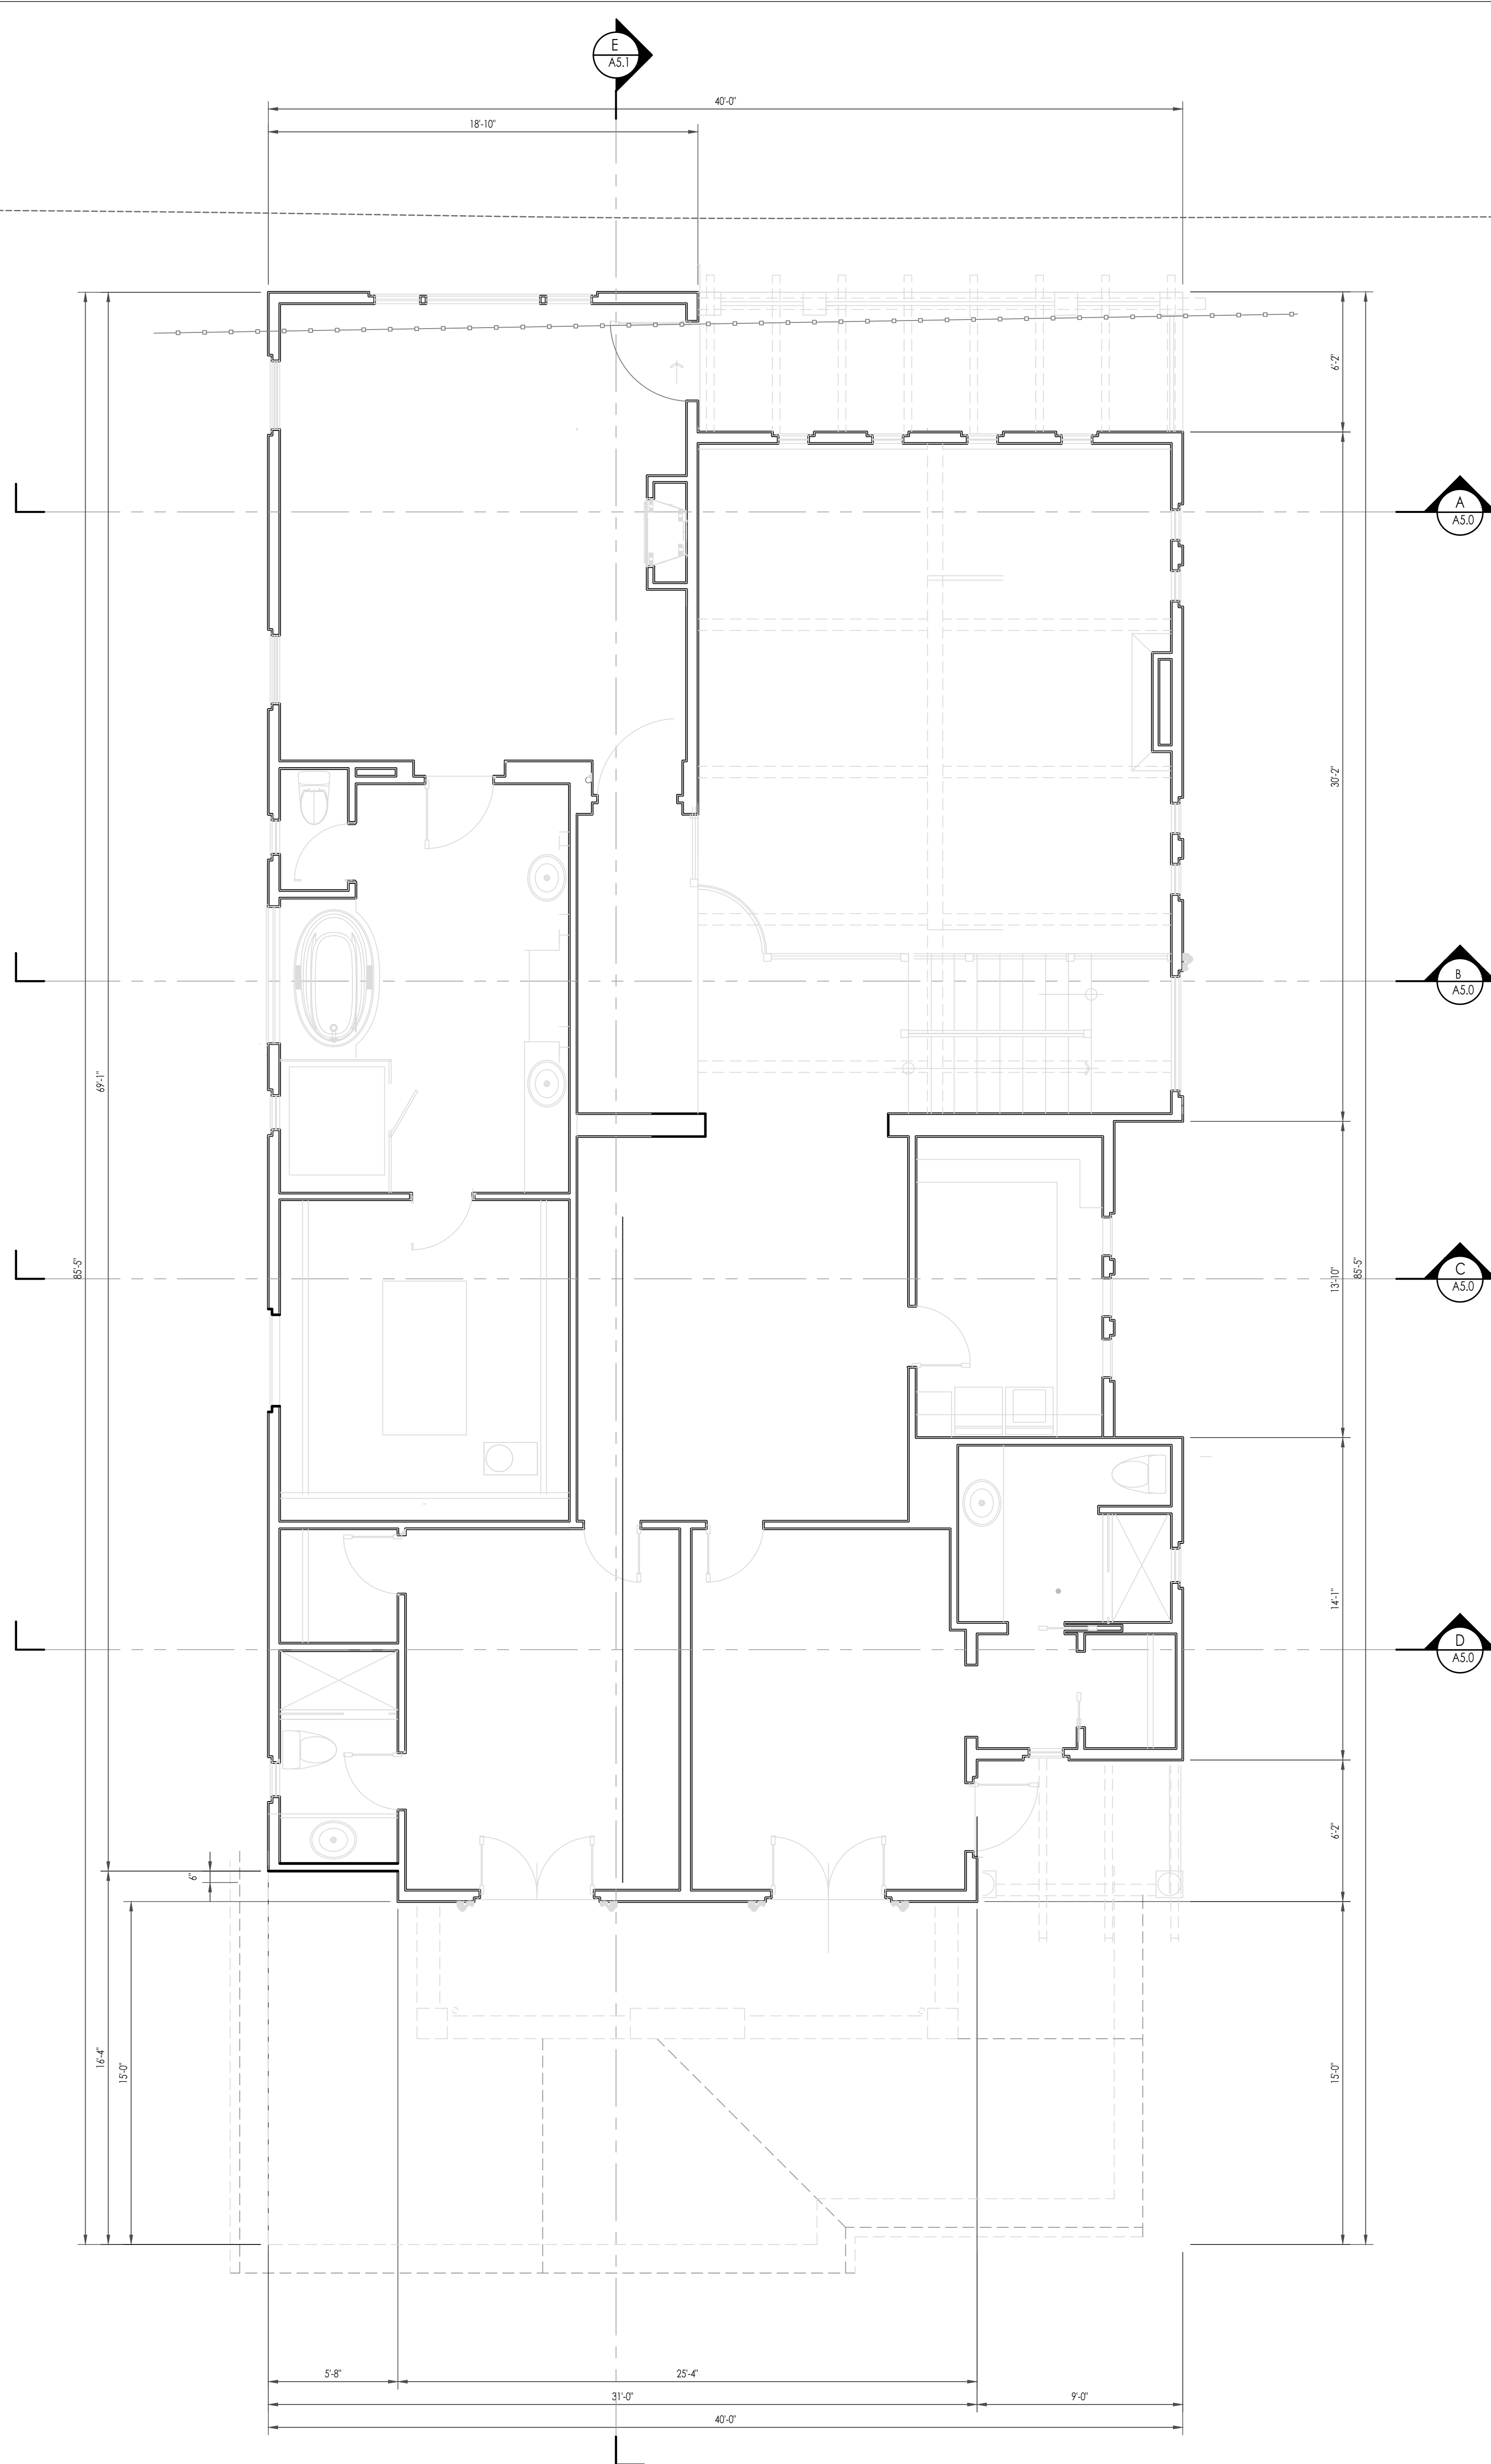 E
A5.1
40'-0"
18'-10"
6'-2"
A
A5.0
30'-2"
B
A5.0
69'-1"
85'-5"
13'-10"
85'-5"
C
A5.0
14'-1"
D
A5.0
6'-2"
6"
16'-4"
15'-0"
15'-0"
5'-8"
25'-4"
31'-0"
9'-0"
40'-0"